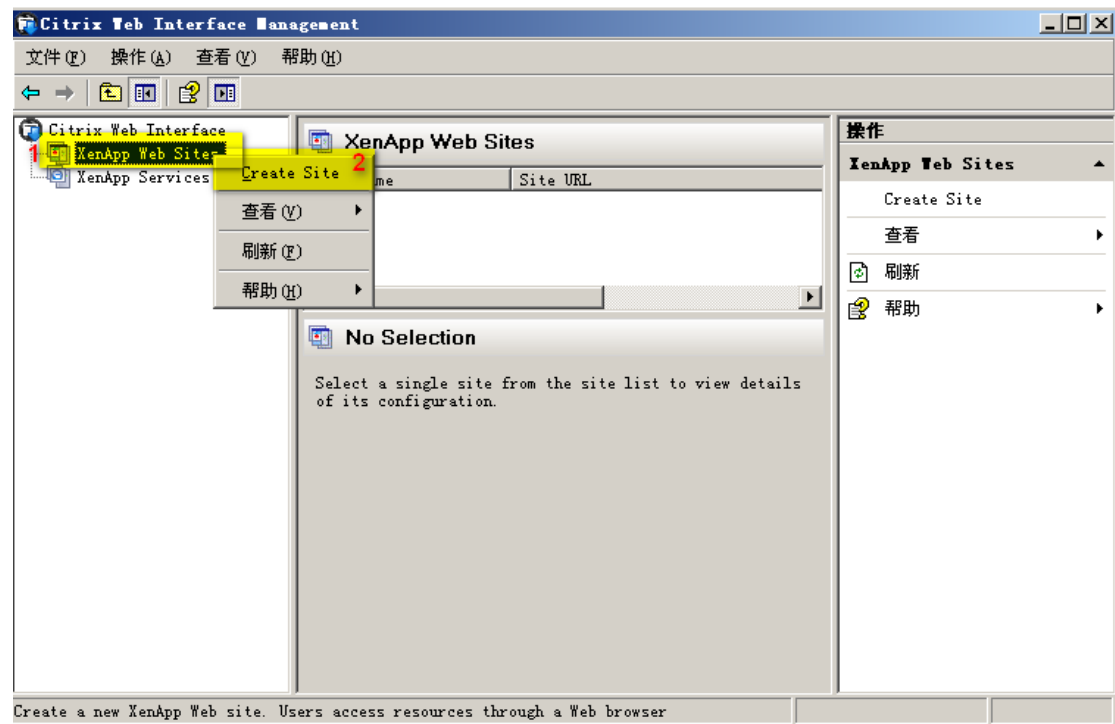 Citrix Web Interface Management
文件(F) 操作(A) 查看(V) 帮助(H)
Citrix Web Interface
1 XenApp Web Sites
XenApp Services
Create Site 2
查看(V)
刷新(F)
帮助(H)
XenApp Web Sites
me Site URL
No Selection
Select a single site from the site list to view details
of its configuration.
操作
XenApp Web Sites
Create Site
查看
刷新
帮助
Create a new XenApp Web site. Users access resources through a Web browser